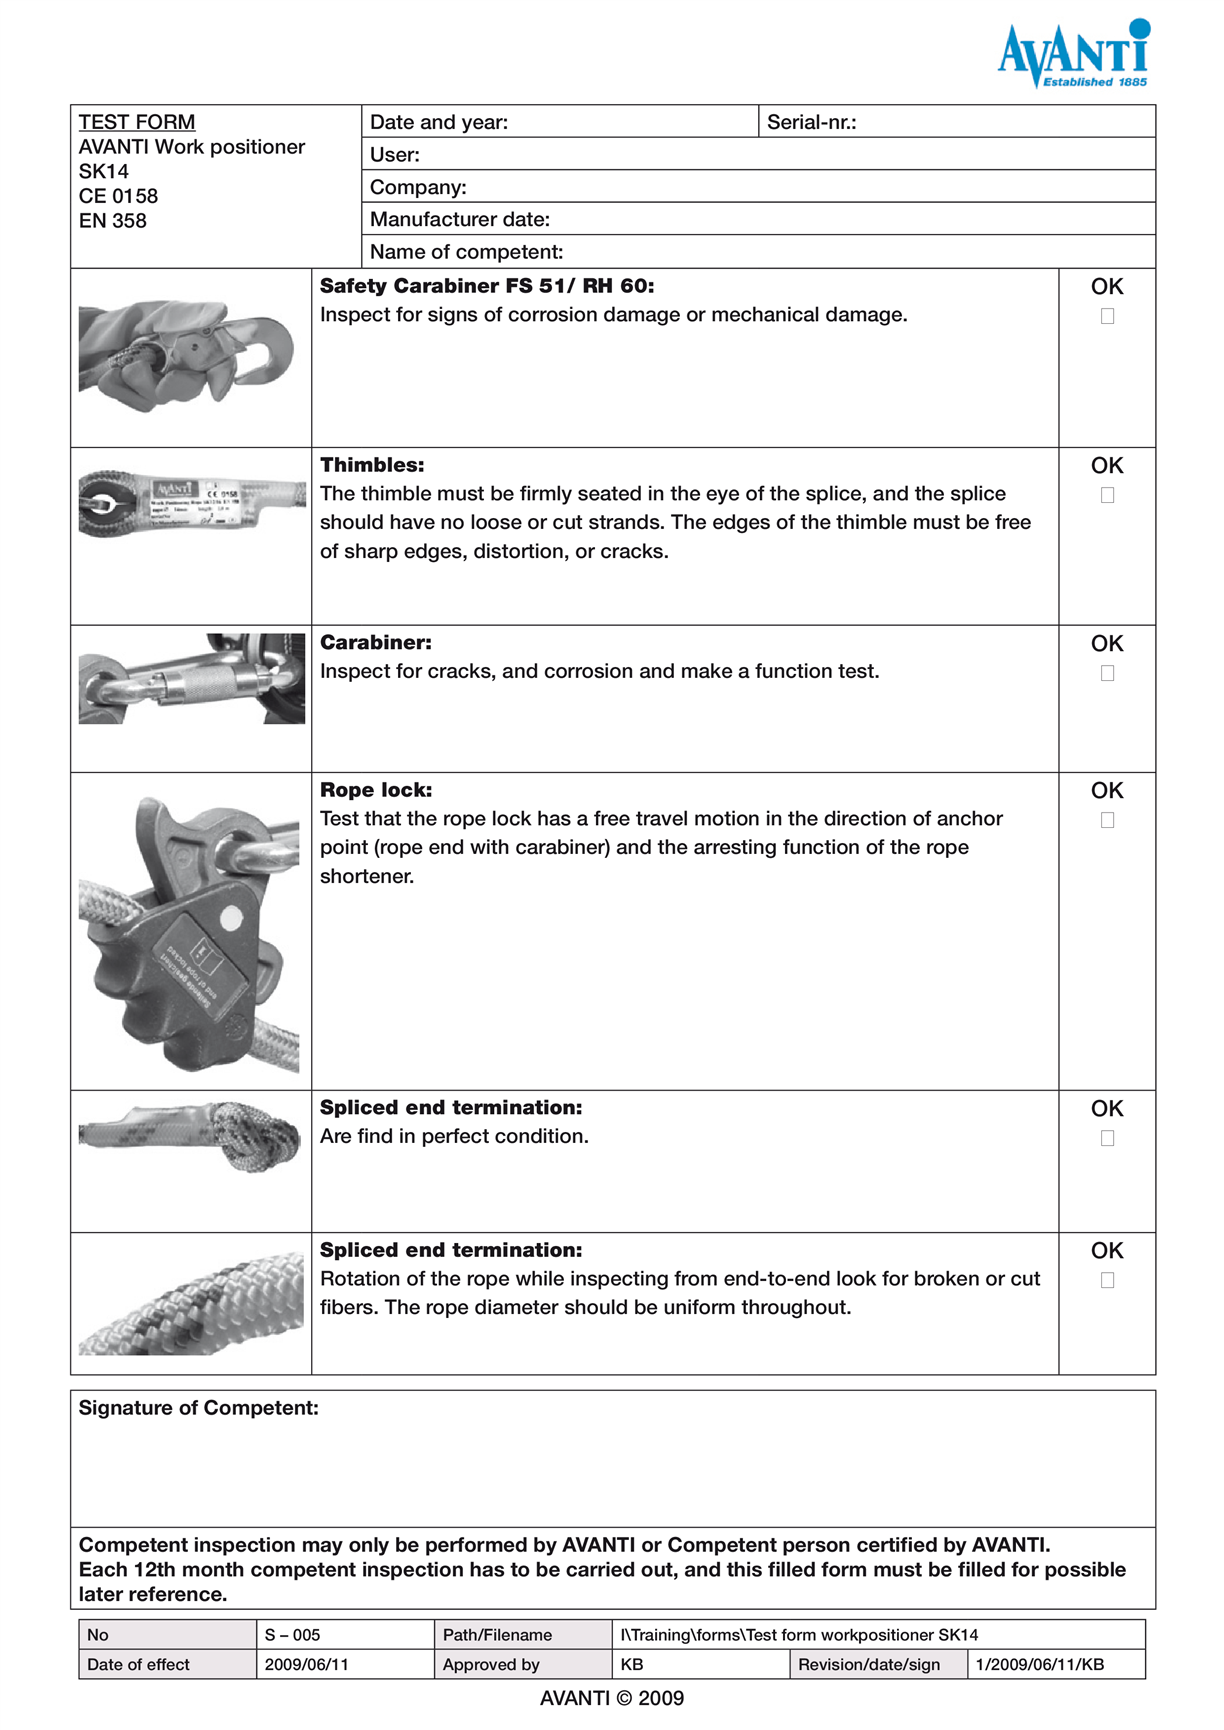 AVANTI
Established 1885
TEST FORM
AVANTI Work positioner
SK14
CE 0158
EN 358
Date and year:
Serial-nr.:
User:
Company:
Manufacturer date:
Name of competent:
Safety Carabiner FS 51/ RH 60:
Inspect for signs of corrosion damage or mechanical damage.
OK
AVANTI
CE 0158
Thimbles:
The thimble must be firmly seated in the eye of the splice, and the splice
should have no loose or cut strands. The edges of the thimble must be free
of sharp edges, distortion, or cracks.
OK
Carabiner:
Inspect for cracks, and corrosion and make a function test.
OK
Seilende gesichert
end of rope locked
Rope lock:
Test that the rope lock has a free travel motion in the direction of anchor
point (rope end with carabiner) and the arresting function of the rope
shortener.
OK
Spliced end termination:
Are find in perfect condition.
OK
Spliced end termination:
Rotation of the rope while inspecting from end-to-end look for broken or cut
fibers. The rope diameter should be uniform throughout.
OK
Signature of Competent:
Competent inspection may only be performed by AVANTI or Competent person certified by AVANTI.
Each 12th month competent inspection has to be carried out, and this filled form must be filled for possible
later reference.
No
S – 005
Path/Filename
I\Training\forms\Test form workpositioner SK14
Date of effect
2009/06/11
Approved by
KB
Revision/date/sign
1/2009/06/11/KB
AVANTI © 2009